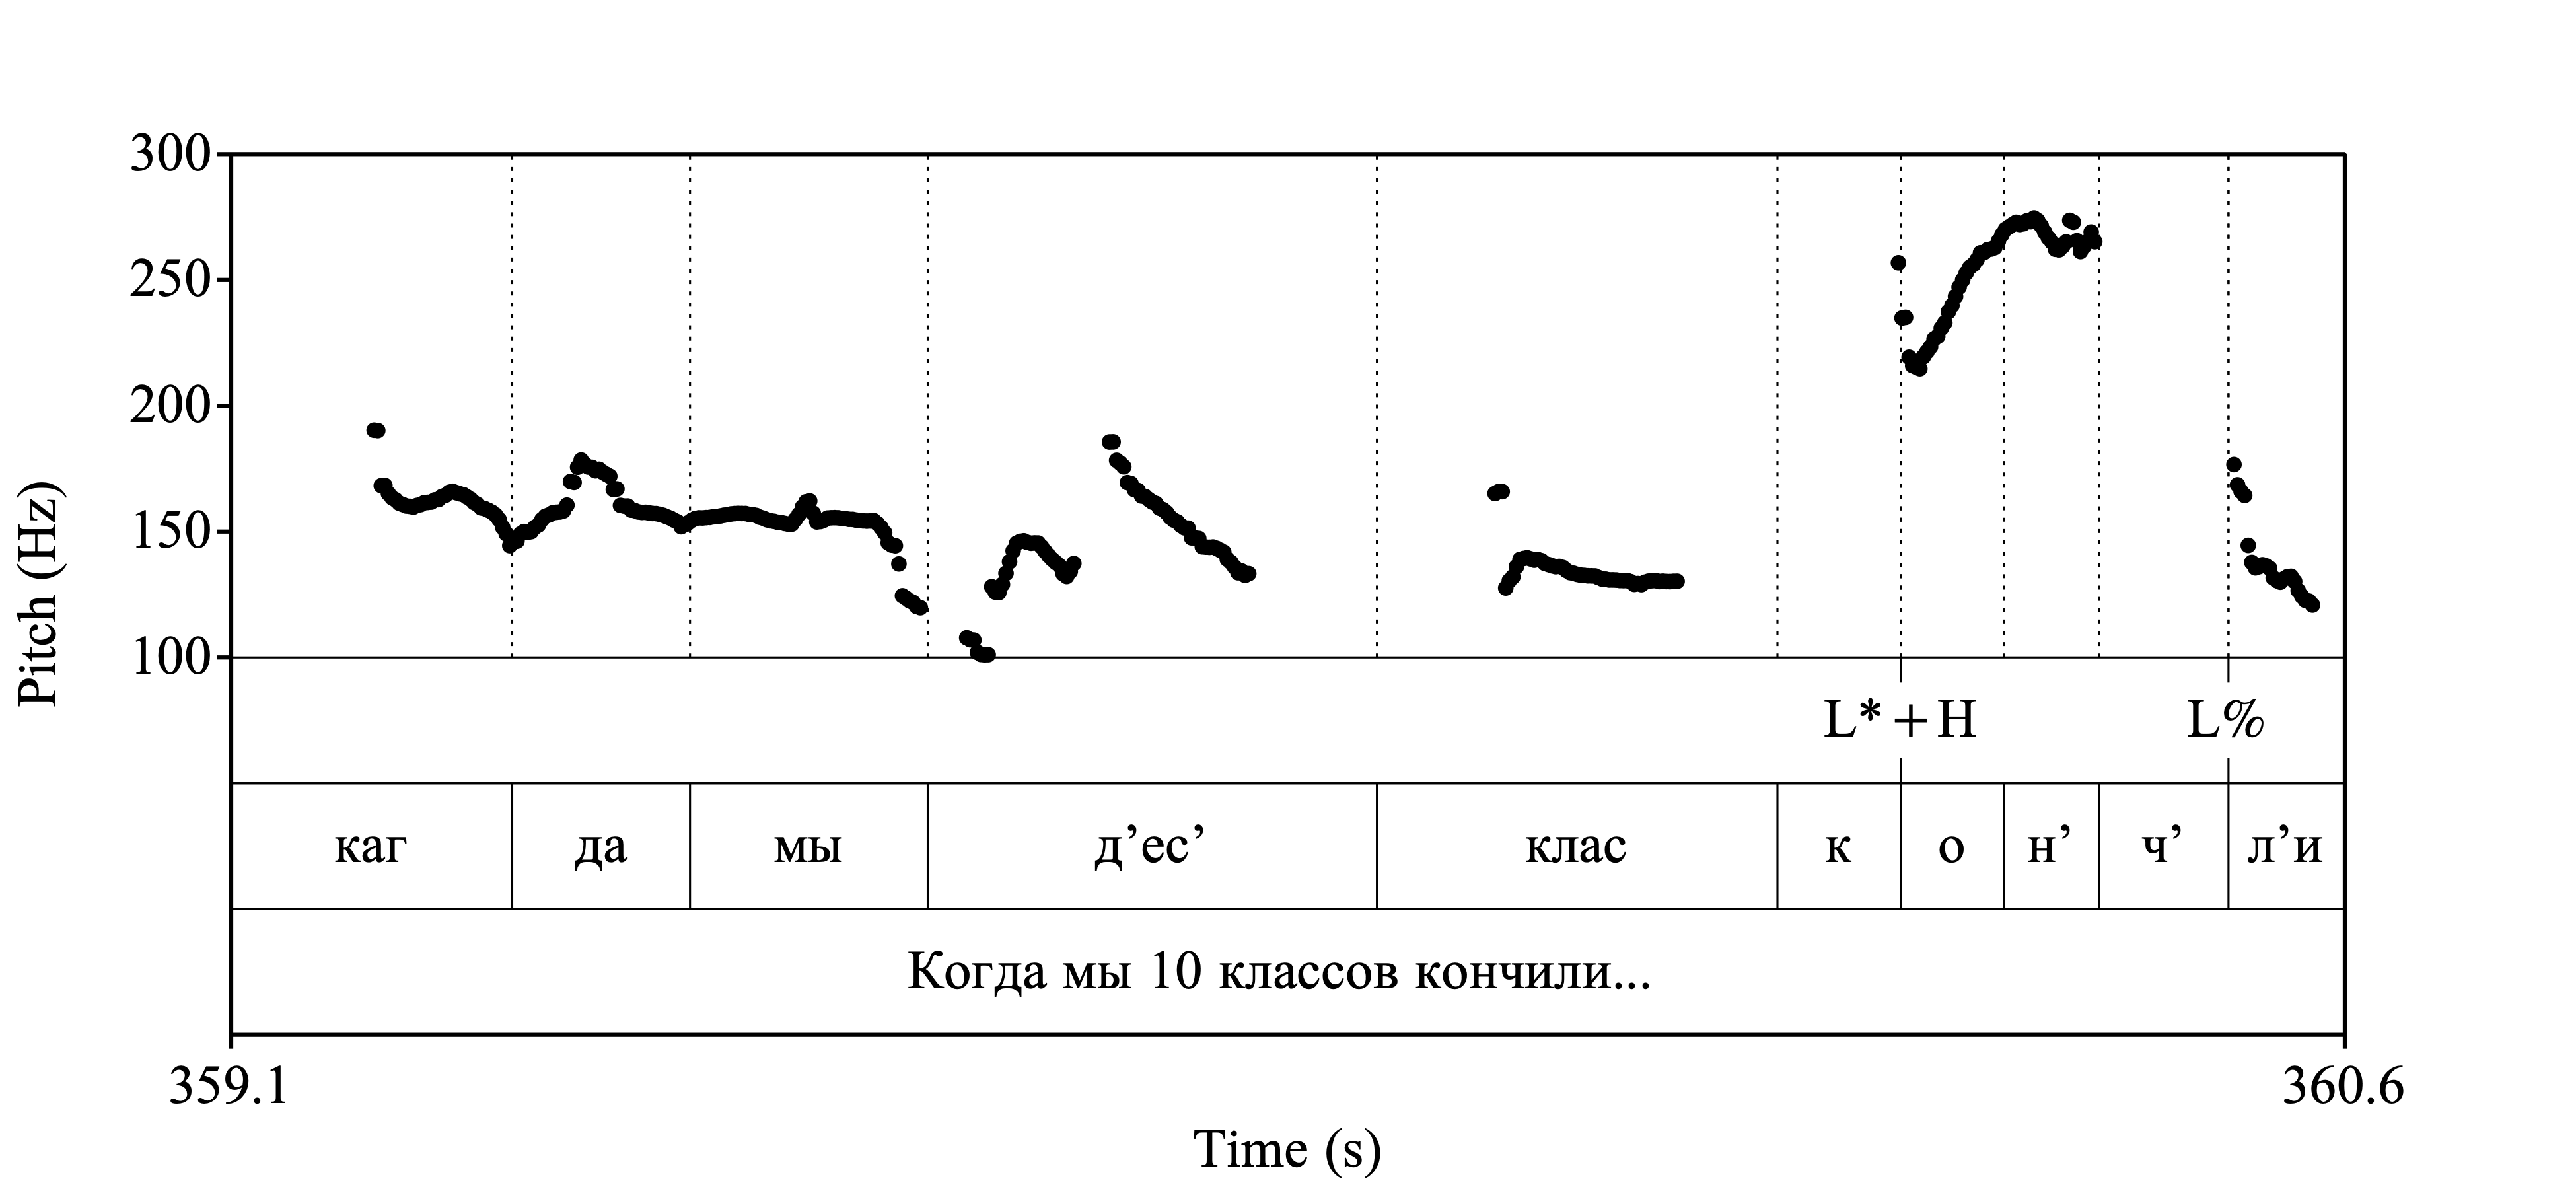 300
250
200
150
100
Pitch (Hz)
L* + H L%
каг да мы д’ес’ клас к о н’ ч’ л’и
Когда мы 10 классов кончили...
359.1 360.6
Time (s)